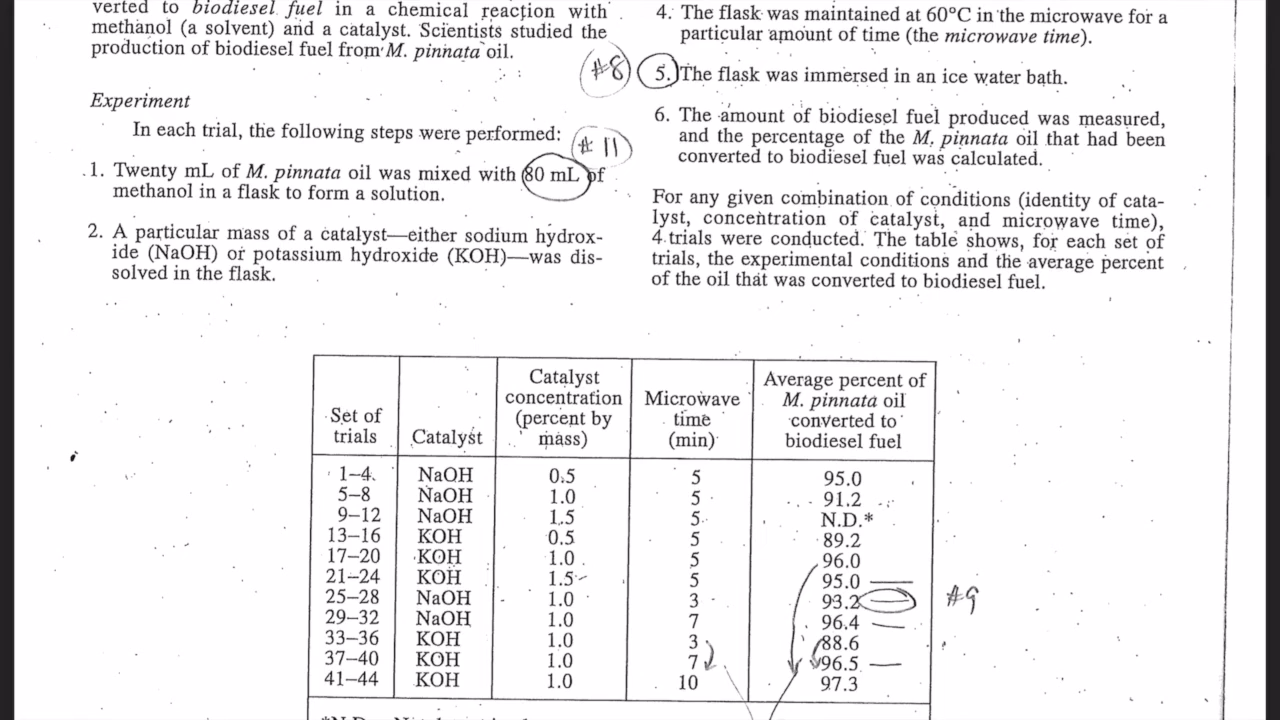 verted to biodiesel fuel in a chemical reaction with
methanol (a solvent) and a catalyst. Scientists studied the
production of biodiesel fuel from M. pinnata oil.
Experiment
In each trial, the following steps were performed:
# 11
1. Twenty mL of M. pinnata oil was mixed with 80 mL of
methanol in a flask to form a solution.
2. A particular mass of a catalyst—either sodium hydrox-
ide (NaOH) or potassium hydroxide (KOH)—was dis-
solved in the flask.
4. The flask was maintained at 60°C in the microwave for a
particular amount of time (the microwave time).
#8
5. The flask was immersed in an ice water bath.
6. The amount of biodiesel fuel produced was measured,
and the percentage of the M. pinnata oil that had been
converted to biodiesel fuel was calculated.
For any given combination of conditions (identity of cata-
lyst, concentration of catalyst, and microwave time),
4 trials were conducted. The table shows, for each set of
trials, the experimental conditions and the average percent
of the oil that was converted to biodiesel fuel.
Set of
trials
Catalyst
Catalyst
concentration
(percent by
mass)
Microwave
time
(min)
Average percent of
M. pinnata oil
converted to
biodiesel fuel
1–4 NaOH 0.5 5 95.0
5–8 NaOH 1.0 5 91.2
9–12 NaOH 1.5 5 N.D.*
13–16 KOH 0.5 5 89.2
17–20 KOH 1.0 5 96.0
21–24 KOH 1.5 5 95.0
25–28 NaOH 1.0 3 93.2 #9
29–32 NaOH 1.0 7 96.4
33–36 KOH 1.0 3 88.6
37–40 KOH 1.0 7 96.5
41–44 KOH 1.0 10 97.3